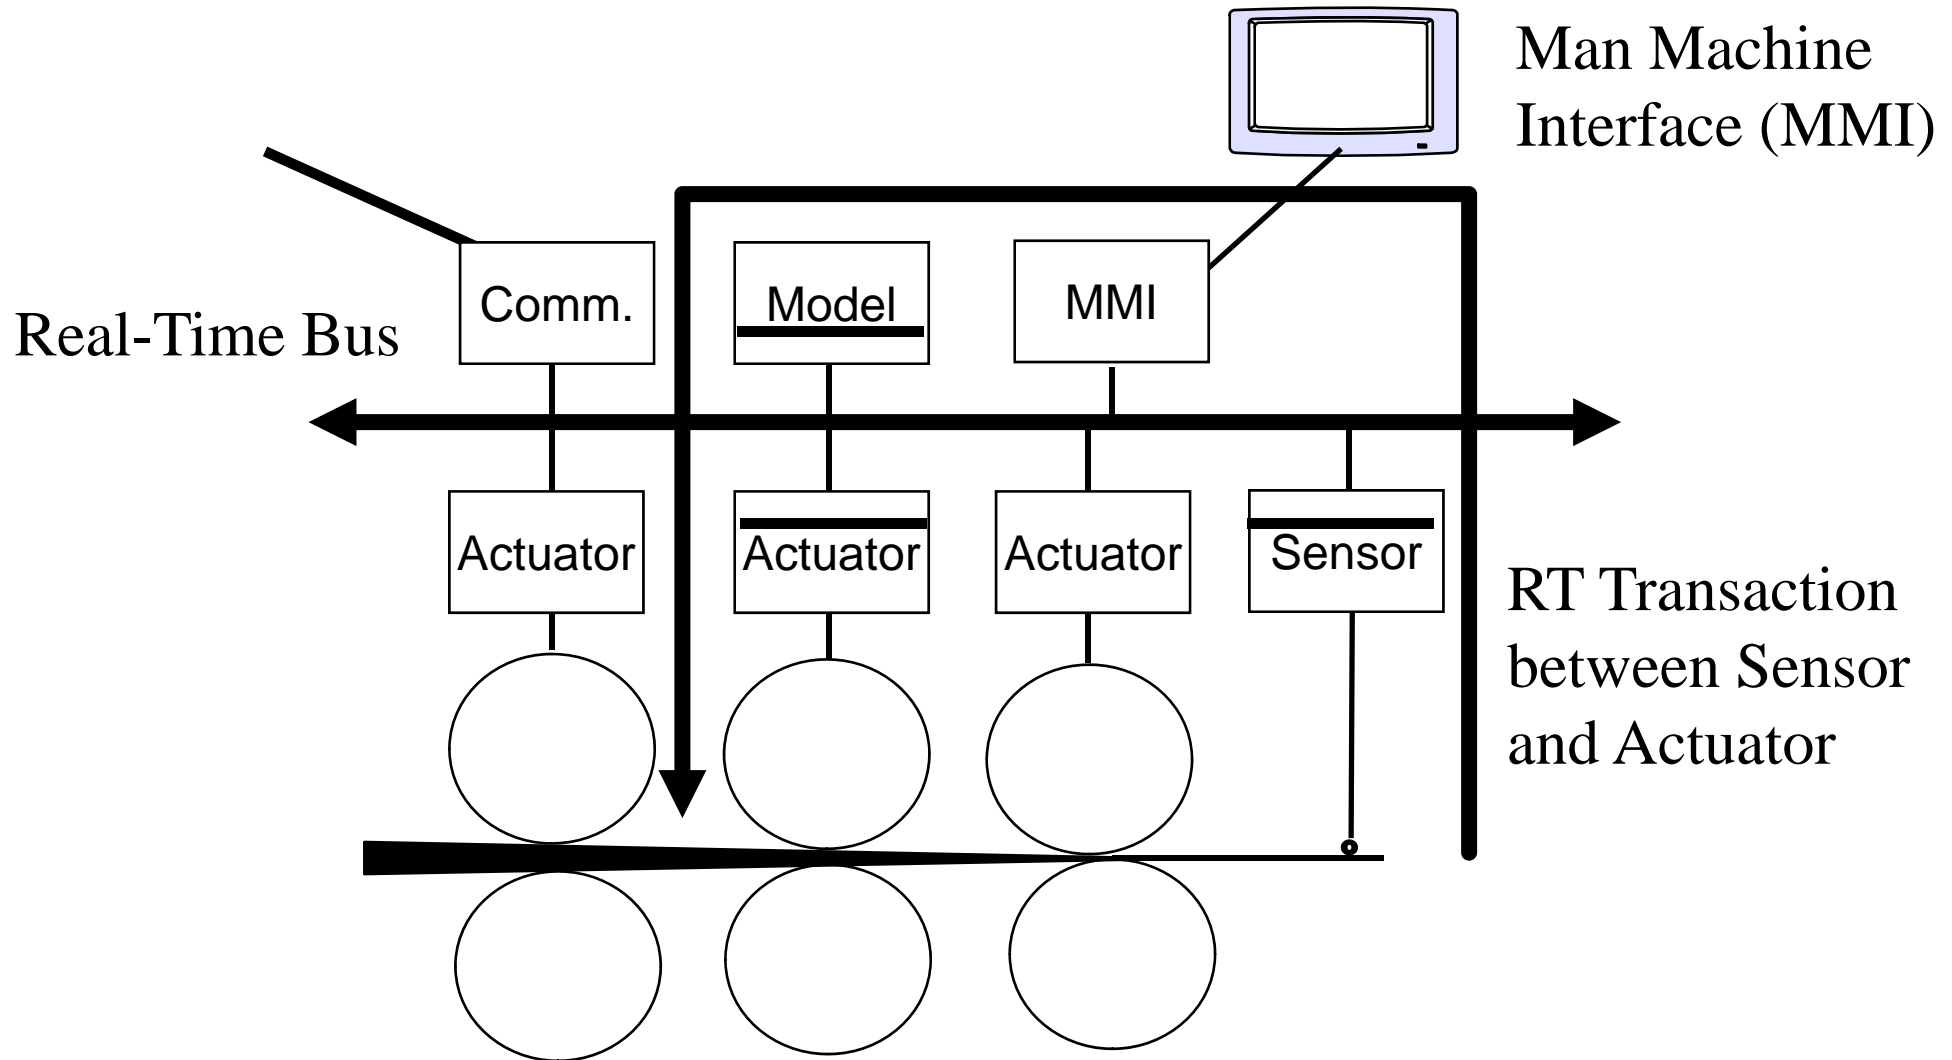 Man Machine
Interface (MMI)
Comm.
Model
MMI
Real-Time Bus
Actuator
Actuator
Actuator
Sensor
RT Transaction
between Sensor
and Actuator